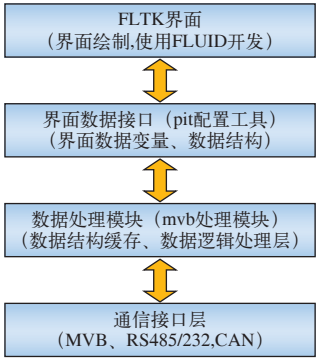 FLTK界面
（界面绘制,使用FLUID开发）
界面数据接口（pit配置工具）
（界面数据变量、数据结构）
数据处理模块（mvb处理模块）
（数据结构缓存、数据逻辑处理层）
通信接口层
（MVB、RS485/232,CAN）